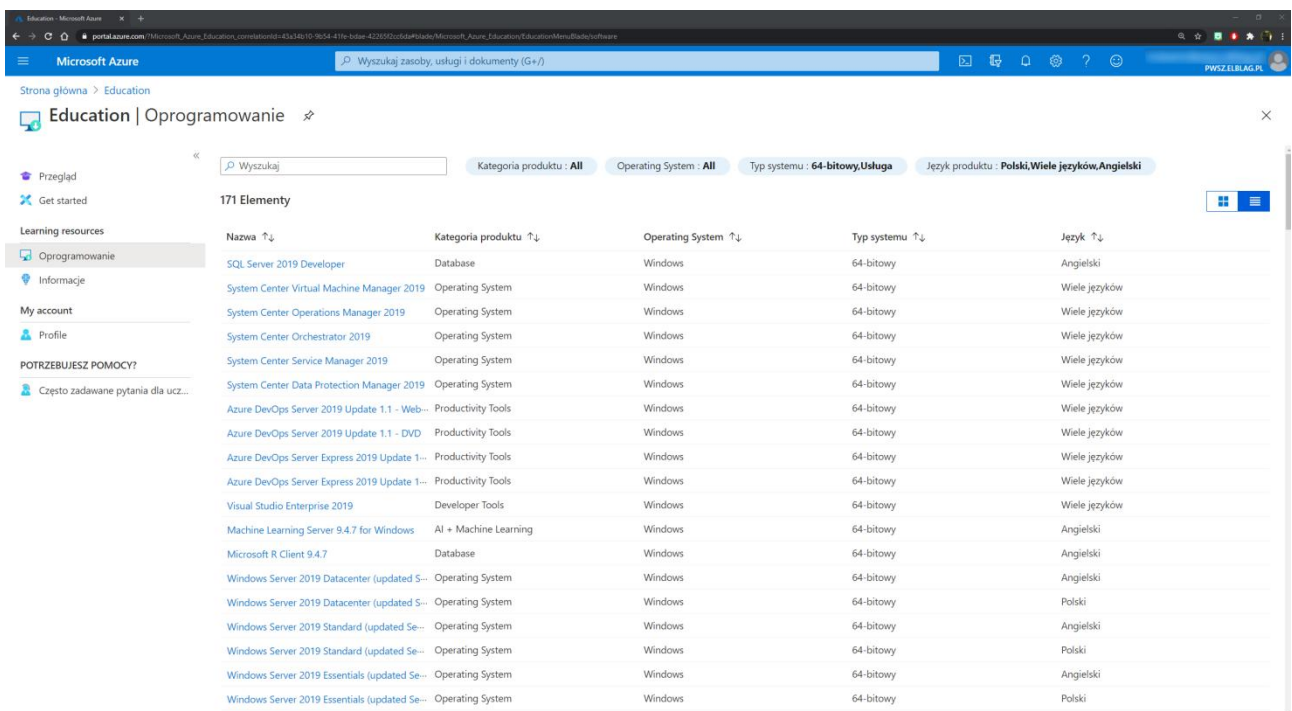 Education - Microsoft Azure
portal.azure.com/?Microsoft_Azure_Education_correlationId=43a34b10-9b54-41fe-bdae-42265f2cc6da#blade/Microsoft_Azure_Education/EducationMenuBlade/software
Microsoft Azure
Wyszukaj zasoby, usługi i dokumenty (G+/)
PWSZ.ELBLAG.PL
Strona główna > Education
Education | Oprogramowanie
Przegląd
Get started
Learning resources
Oprogramowanie
Informacje
My account
Profile
POTRZEBUJESZ POMOCY?
Często zadawane pytania dla ucz...
Wyszukaj Kategoria produktu : All Operating System : All Typ systemu : 64-bitowy,Usługa Język produktu : Polski,Wiele języków,Angielski
171 Elementy
Nazwa ↑↓ Kategoria produktu ↑↓ Operating System ↑↓ Typ systemu ↑↓ Język ↑↓
SQL Server 2019 Developer Database Windows 64-bitowy Angielski
System Center Virtual Machine Manager 2019 Operating System Windows 64-bitowy Wiele języków
System Center Operations Manager 2019 Operating System Windows 64-bitowy Wiele języków
System Center Orchestrator 2019 Operating System Windows 64-bitowy Wiele języków
System Center Service Manager 2019 Operating System Windows 64-bitowy Wiele języków
System Center Data Protection Manager 2019 Operating System Windows 64-bitowy Wiele języków
Azure DevOps Server 2019 Update 1.1 - Web... Productivity Tools Windows 64-bitowy Wiele języków
Azure DevOps Server 2019 Update 1.1 - DVD Productivity Tools Windows 64-bitowy Wiele języków
Azure DevOps Server Express 2019 Update 1... Productivity Tools Windows 64-bitowy Wiele języków
Azure DevOps Server Express 2019 Update 1... Productivity Tools Windows 64-bitowy Wiele języków
Visual Studio Enterprise 2019 Developer Tools Windows 64-bitowy Wiele języków
Machine Learning Server 9.4.7 for Windows AI + Machine Learning Windows 64-bitowy Angielski
Microsoft R Client 9.4.7 Database Windows 64-bitowy Angielski
Windows Server 2019 Datacenter (updated S... Operating System Windows 64-bitowy Angielski
Windows Server 2019 Datacenter (updated S... Operating System Windows 64-bitowy Polski
Windows Server 2019 Standard (updated Se... Operating System Windows 64-bitowy Angielski
Windows Server 2019 Standard (updated Se... Operating System Windows 64-bitowy Polski
Windows Server 2019 Essentials (updated Se... Operating System Windows 64-bitowy Angielski
Windows Server 2019 Essentials (updated Se... Operating System Windows 64-bitowy Polski